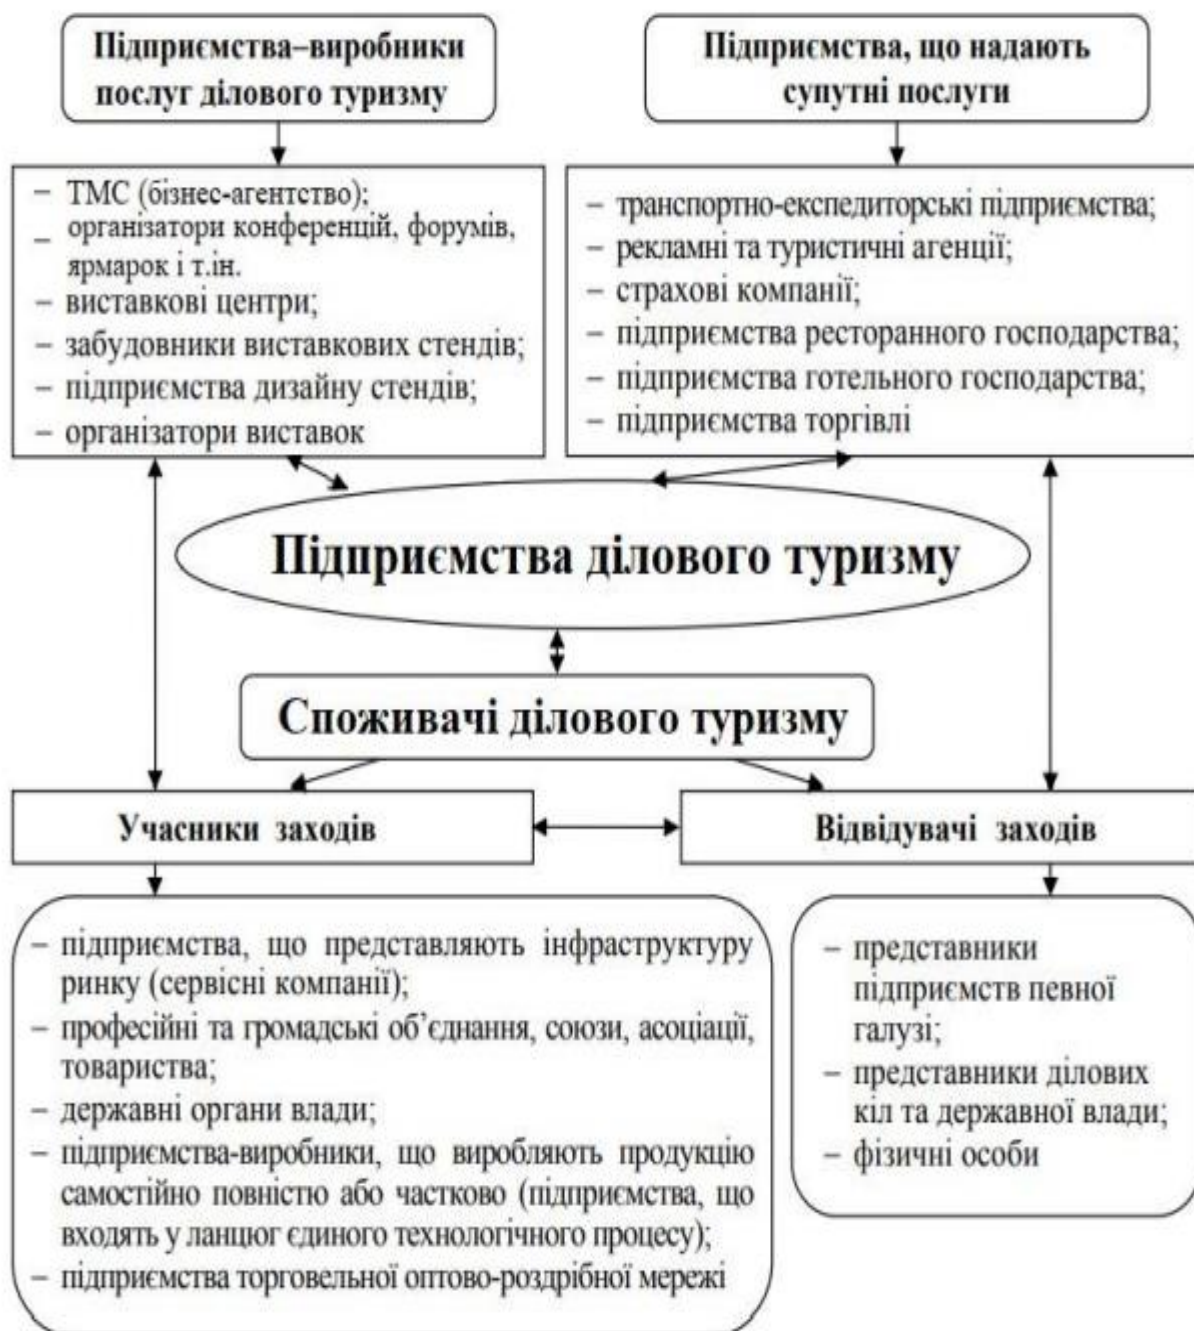 Підприємства–виробники
послуг ділового туризму
Підприємства, що надають
супутні послуги
– ТМС (бізнес-агентство);
– організатори конференцій, форумів,
ярмарок і т.ін.
– виставкові центри;
– забудовники виставкових стендів;
– підприємства дизайну стендів;
– організатори виставок
– транспортно-експедиторські підприємства;
– рекламні та туристичні агенції;
– страхові компанії;
– підприємства ресторанного господарства;
– підприємства готельного господарства;
– підприємства торгівлі
Підприємства ділового туризму
Споживачі ділового туризму
Учасники заходів
Відвідувачі заходів
– підприємства, що представляють інфраструктуру
ринку (сервісні компанії);
– професійні та громадські об’єднання, союзи, асоціації,
товариства;
– державні органи влади;
– підприємства-виробники, що виробляють продукцію
самостійно повністю або частково (підприємства, що
входять у ланцюг єдиного технологічного процесу);
– підприємства торговельної оптово-роздрібної мережі
– представники
підприємств певної
галузі;
– представники ділових
кіл та державної влади;
– фізичні особи